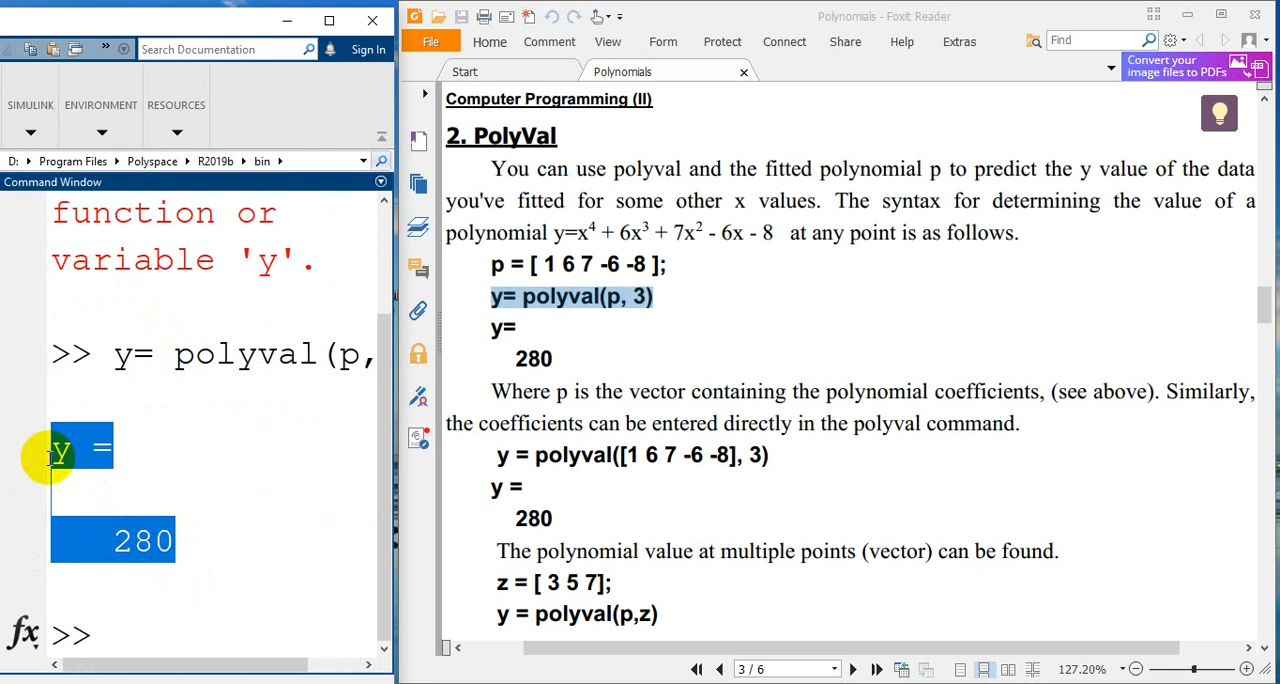 Search Documentation
Sign In
SIMULINK ENVIRONMENT RESOURCES
D: Program Files Polyspace R2019b bin
Command Window
function or
variable 'y'.
>> y= polyval(p,
y =
280
fx >>
Polynomials - Foxit Reader
File Home Comment View Form Protect Connect Share Help Extras
Find
Start
Polynomials
Convert your
image files to PDFs
Computer Programming (II)
2. PolyVal
You can use polyval and the fitted polynomial p to predict the y value of the data
you've fitted for some other x values. The syntax for determining the value of a
polynomial y=x⁴ + 6x³ + 7x² - 6x - 8 at any point is as follows.
p = [ 1 6 7 -6 -8 ];
y= polyval(p, 3)
y=
280
Where p is the vector containing the polynomial coefficients, (see above). Similarly,
the coefficients can be entered directly in the polyval command.
y = polyval([1 6 7 -6 -8], 3)
y =
280
The polynomial value at multiple points (vector) can be found.
z = [ 3 5 7];
y = polyval(p,z)
3 / 6
127.20%